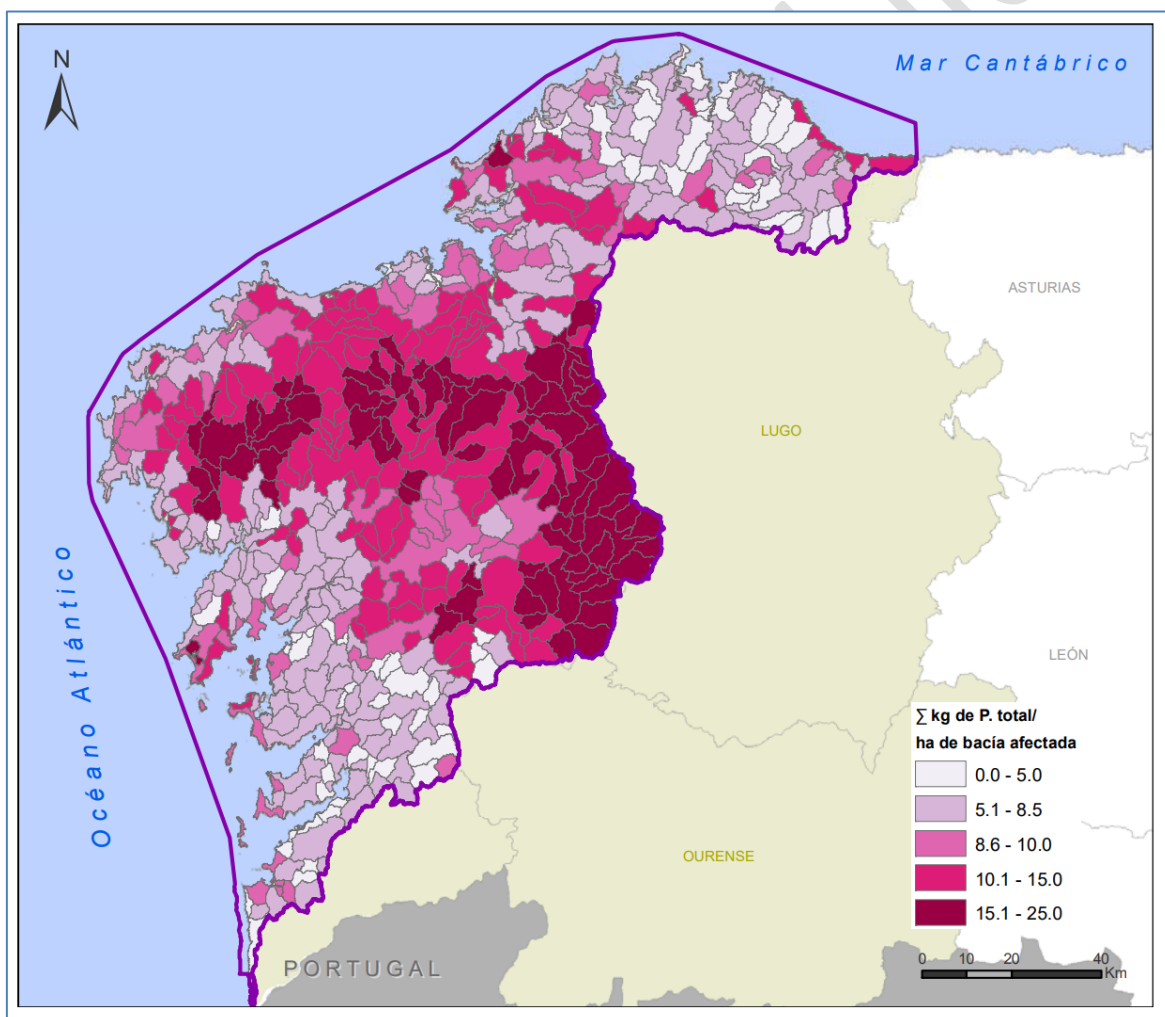 N
Mar Cantábrico
ASTURIAS
LUGO
Océano Atlántico
LEÓN
∑ kg de P. total/
ha de bacía afectada
0.0 - 5.0
5.1 - 8.5
8.6 - 10.0
10.1 - 15.0
15.1 - 25.0
OURENSE
PORTUGAL
0 10 20 40
Km